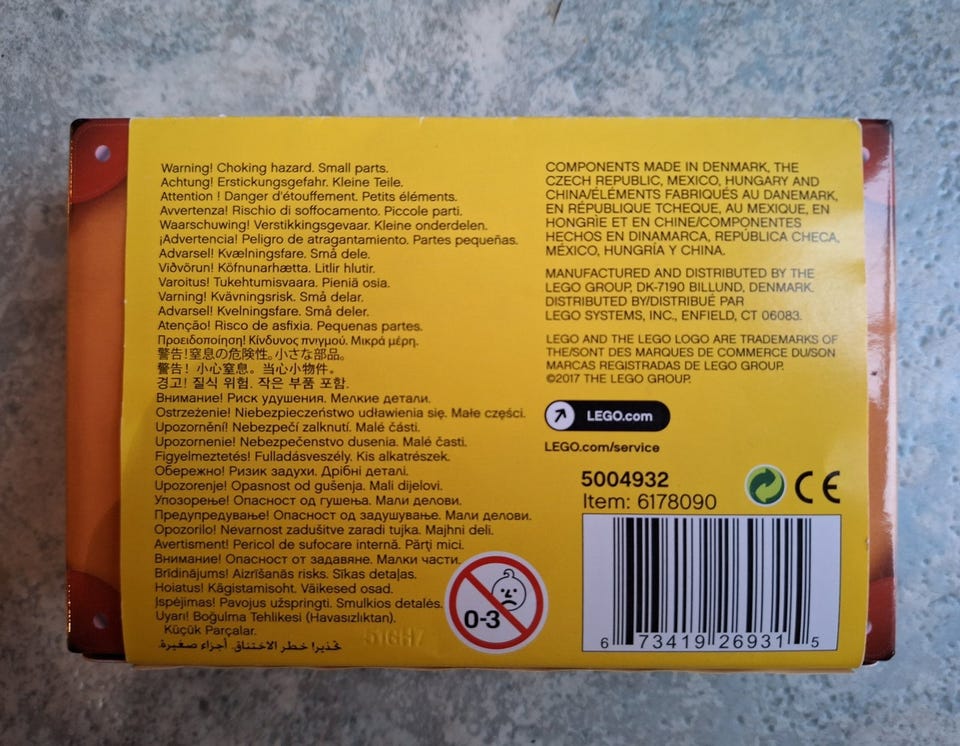 Warning! Choking hazard. Small parts.
Achtung! Erstickungsgefahr. Kleine Teile.
Attention ! Danger d'étouffement. Petits éléments.
Avvertenza! Rischio di soffocamento. Piccole parti.
Waarschuwing! Verstikkingsgevaar. Kleine onderdelen.
¡Advertencia! Peligro de atragantamiento. Partes pequeñas.
Advarsel! Kvælningsfare. Små dele.
Viðvörun! Köfnunarhætta. Litlir hlutir.
Varoitus! Tukehtumisvaara. Pieniä osia.
Varning! Kvävningsrisk. Små delar.
Advarsel! Kvelningsfare. Små deler.
Atenção! Risco de asfixia. Pequenas partes.
Προειδοποίηση! Κίνδυνος πνιγμού. Μικρά μέρη.
警告!窒息の危険性。小さな部品。
警告! 小心窒息。当心小物件。
경고! 질식 위험. 작은 부품 포함.
Внимание! Риск удушения. Мелкие детали.
Ostrzeżenie! Niebezpieczeństwo udławienia się. Małe części.
Upozornění! Nebezpečí zalknutí. Malé části.
Upozornenie! Nebezpečenstvo dusenia. Malé časti.
Figyelmeztetés! Fulladásveszély. Kis alkatrészek.
Обережно! Ризик задухи. Дрібні деталі.
Upozorenje! Opasnost od gušenja. Mali dijelovi.
Упозорење! Опасност од гушења. Мали делови.
Предупредување! Опасност од задушување. Мали делови.
Opozorilo! Nevarnost zadušitve zaradi tujka. Majhni deli.
Avertisment! Pericol de sufocare internă. Părţi mici.
Внимание! Опасност от задавяне. Малки части.
Brīdinājums! Aizrīšanās risks. Sīkas detaļas.
Hoiatus! Kägistamisoht. Väikesed osad.
Įspėjimas! Pavojus užspringti. Smulkios detalės.
Uyarı! Boğulma Tehlikesi (Havasızlıktan).
Küçük Parçalar.
تحذير! خطر الاختناق. أجزاء صغيرة.
0-3
COMPONENTS MADE IN DENMARK, THE
CZECH REPUBLIC, MEXICO, HUNGARY AND
CHINA/ÉLÉMENTS FABRIQUÉS AU DANEMARK,
EN RÉPUBLIQUE TCHEQUE, AU MEXIQUE, EN
HONGRIE ET EN CHINE/COMPONENTES
HECHOS EN DINAMARCA, REPÚBLICA CHECA,
MÉXICO, HUNGRÍA Y CHINA.
MANUFACTURED AND DISTRIBUTED BY THE
LEGO GROUP, DK-7190 BILLUND, DENMARK.
DISTRIBUTED BY/DISTRIBUÉ PAR
LEGO SYSTEMS, INC., ENFIELD, CT 06083.
LEGO AND THE LEGO LOGO ARE TRADEMARKS OF
THE/SONT DES MARQUES DE COMMERCE DU/SON
MARCAS REGISTRADAS DE LEGO GROUP.
©2017 THE LEGO GROUP.
LEGO.com
LEGO.com/service
5004932
Item: 6178090
CE
6 73419 26931 5